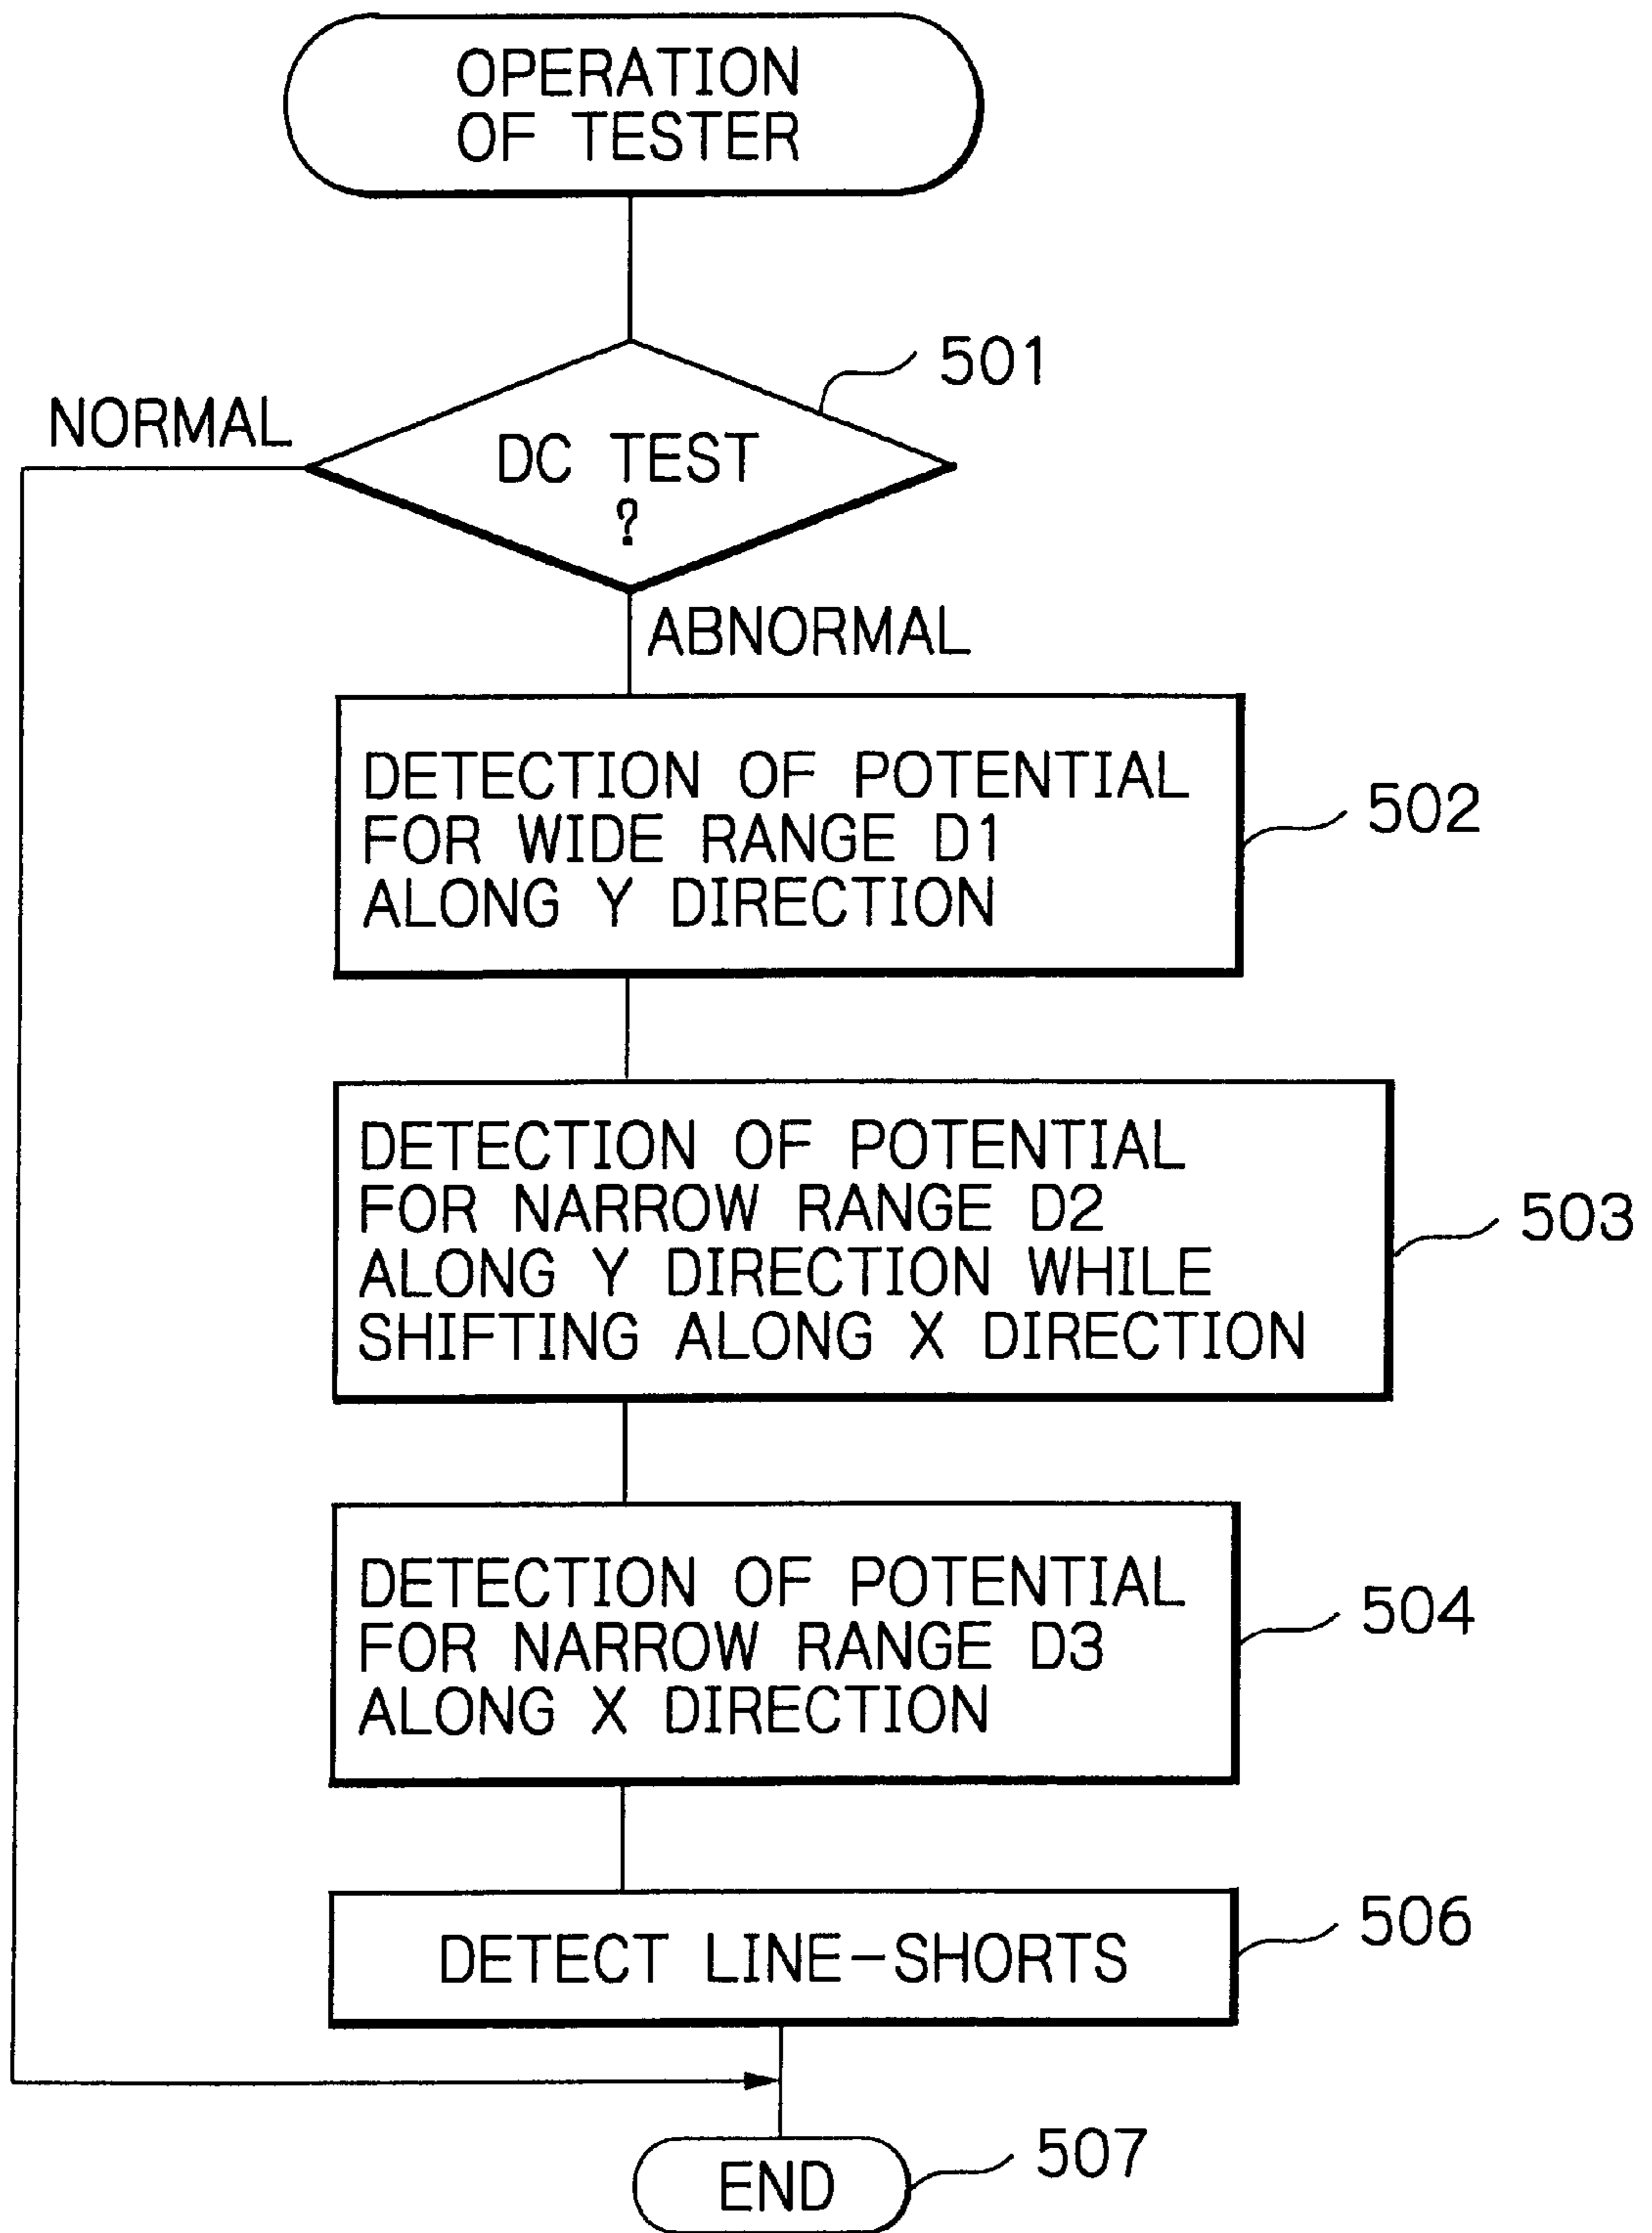 OPERATION
OF TESTER
501
NORMAL
DC TEST
?
ABNORMAL
DETECTION OF POTENTIAL
FOR WIDE RANGE D1
ALONG Y DIRECTION
502
DETECTION OF POTENTIAL
FOR NARROW RANGE D2
ALONG Y DIRECTION WHILE
SHIFTING ALONG X DIRECTION
503
DETECTION OF POTENTIAL
FOR NARROW RANGE D3
ALONG X DIRECTION
504
DETECT LINE-SHORTS
506
END
507